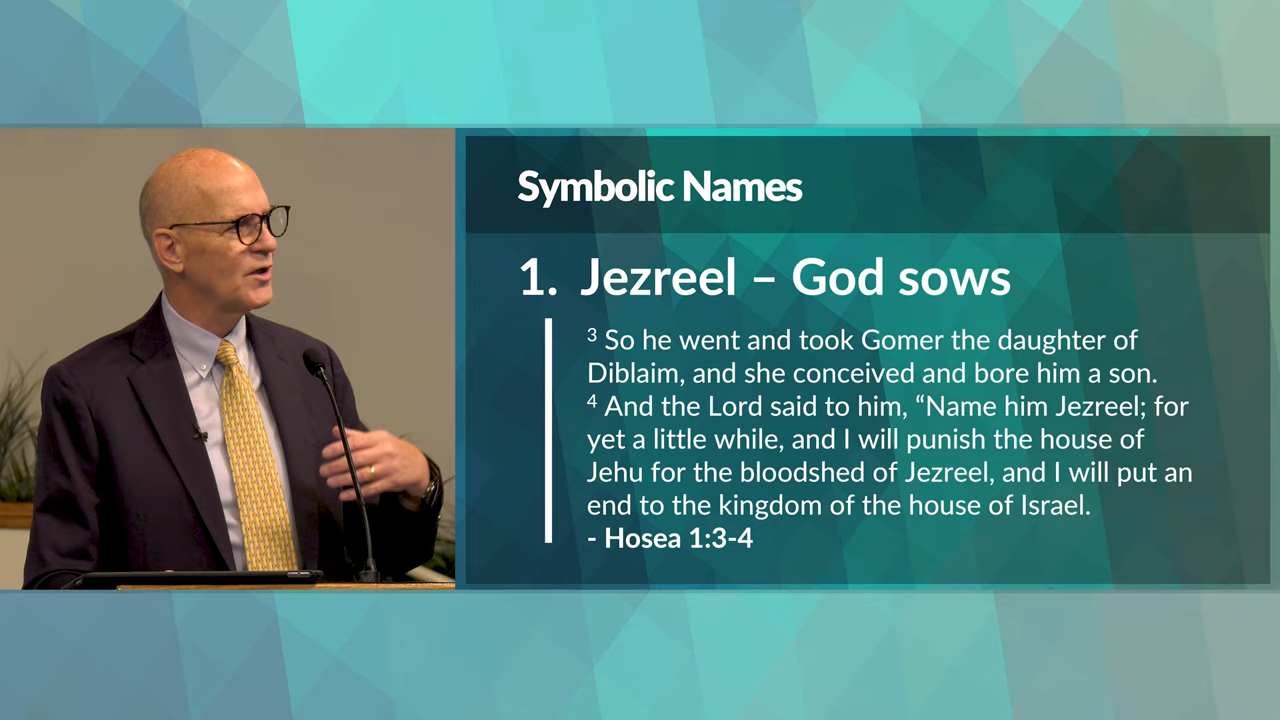 Symbolic Names
1. Jezreel – God sows
³ So he went and took Gomer the daughter of
Diblaim, and she conceived and bore him a son.
⁴ And the Lord said to him, “Name him Jezreel; for
yet a little while, and I will punish the house of
Jehu for the bloodshed of Jezreel, and I will put an
end to the kingdom of the house of Israel.
- Hosea 1:3-4